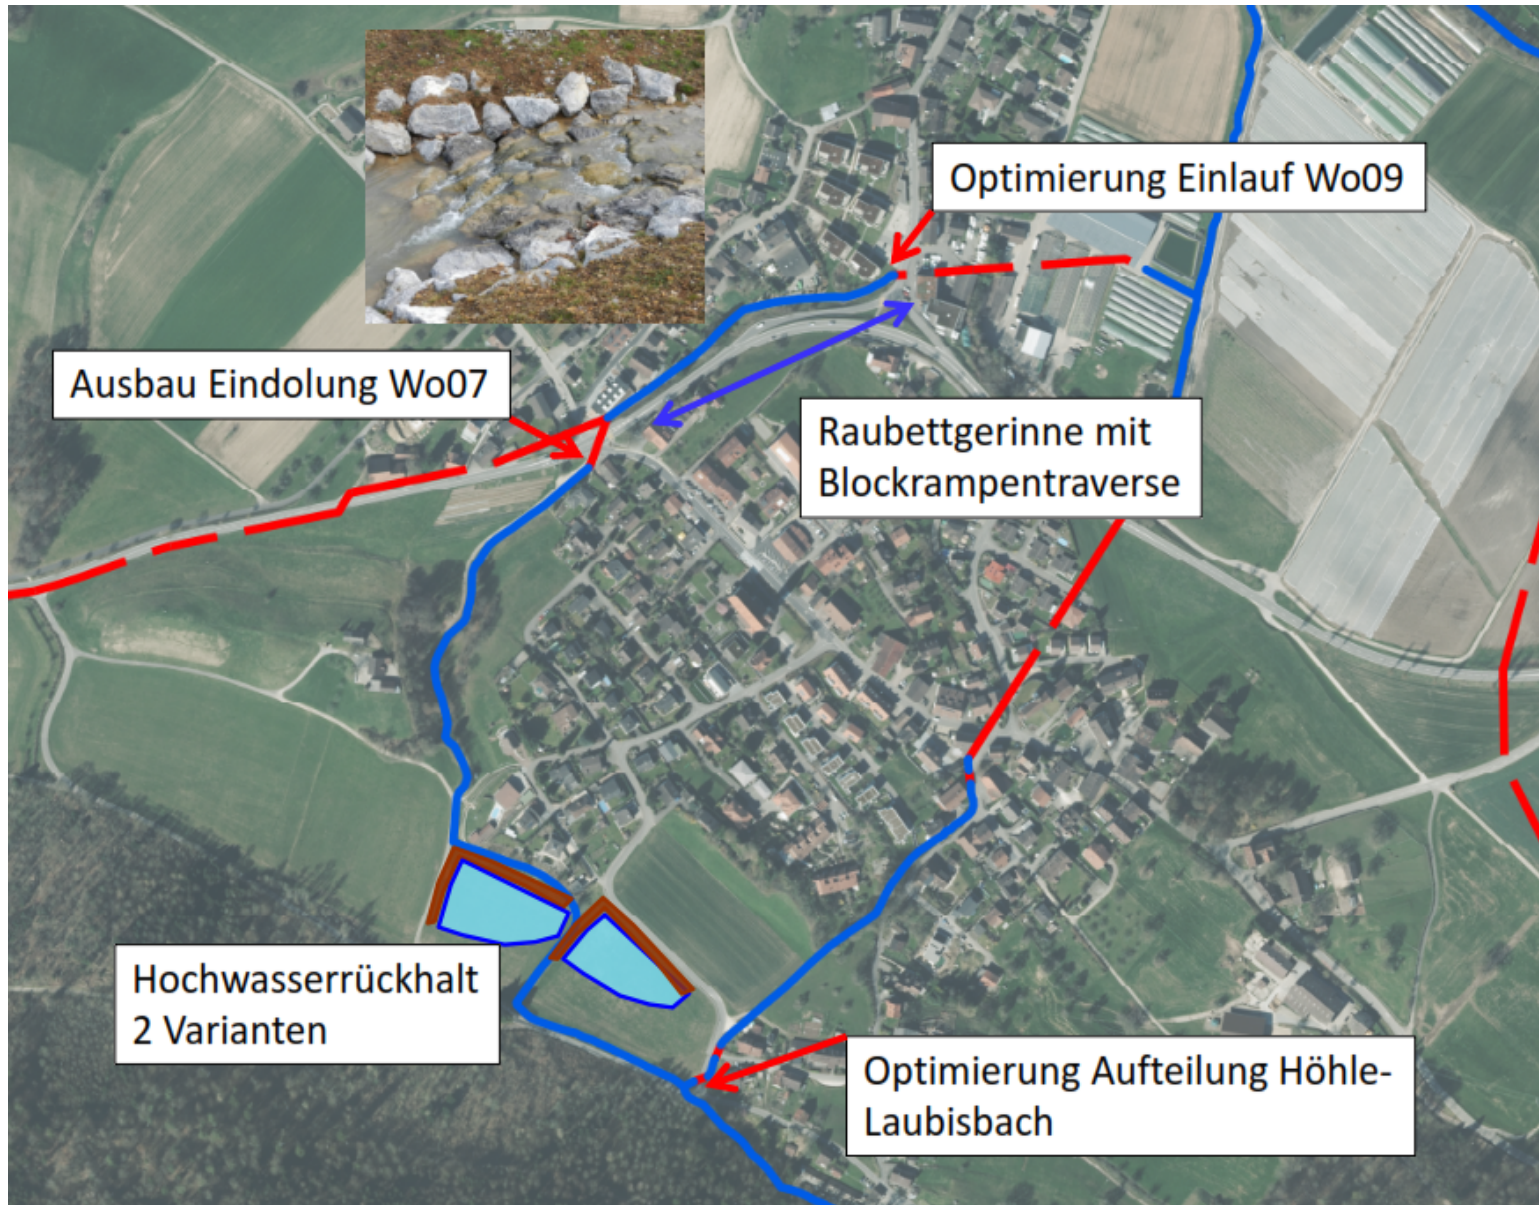 Optimierung Einlauf Wo09
Ausbau Eindolung Wo07
Raubettgerinne mit
Blockrampentraverse
Hochwasserrückhalt
2 Varianten
Optimierung Aufteilung Höhle-
Laubisbach